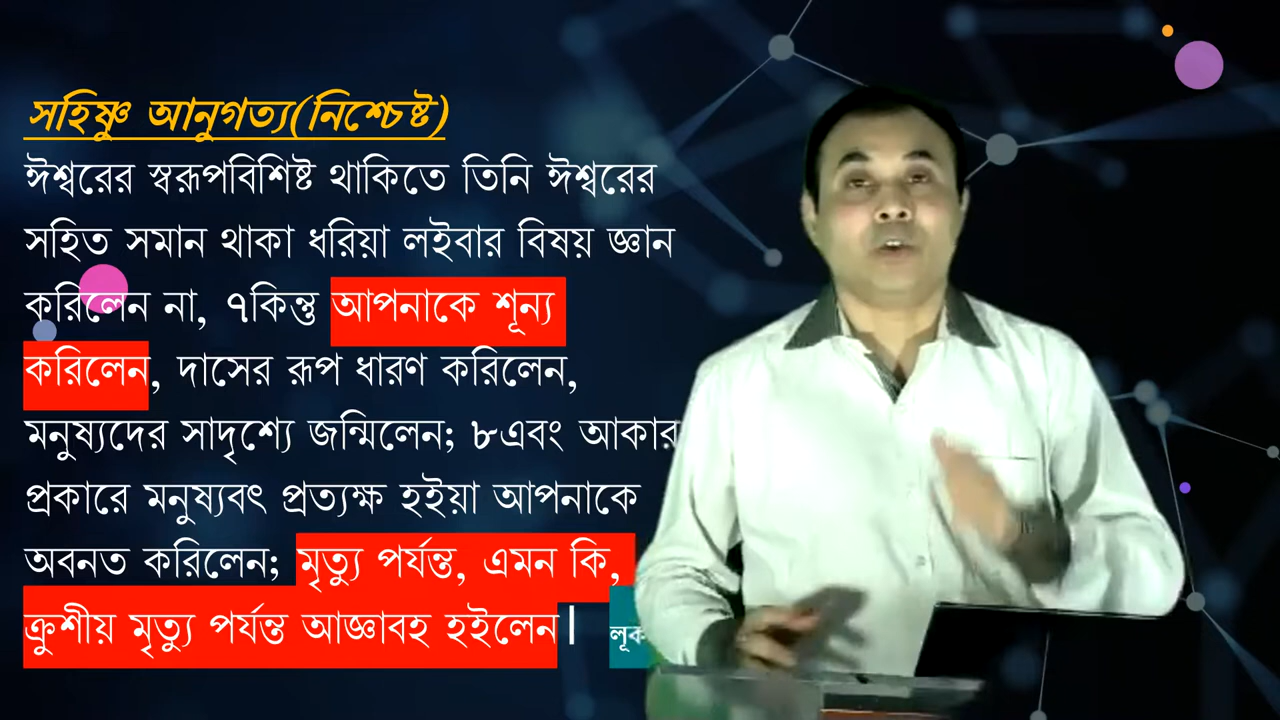 সহিষ্ণু আনুগত্য(নিশ্চেষ্ট)
ঈশ্বরের স্বরূপবিশিষ্ট থাকিতে তিনি ঈশ্বরের
সহিত সমান থাকা ধরিয়া লইবার বিষয় জ্ঞান
করিলেন না, ৭কিন্তু আপনাকে শূন্য
করিলেন, দাসের রূপ ধারণ করিলেন,
মনুষ্যদের সাদৃশ্যে জন্মিলেন; ৮এবং আকার
প্রকারে মনুষ্যবৎ প্রত্যক্ষ হইয়া আপনাকে
অবনত করিলেন; মৃত্যু পর্যন্ত, এমন কি,
ক্রুশীয় মৃত্যু পর্যন্ত আজ্ঞাবহ হইলেন।